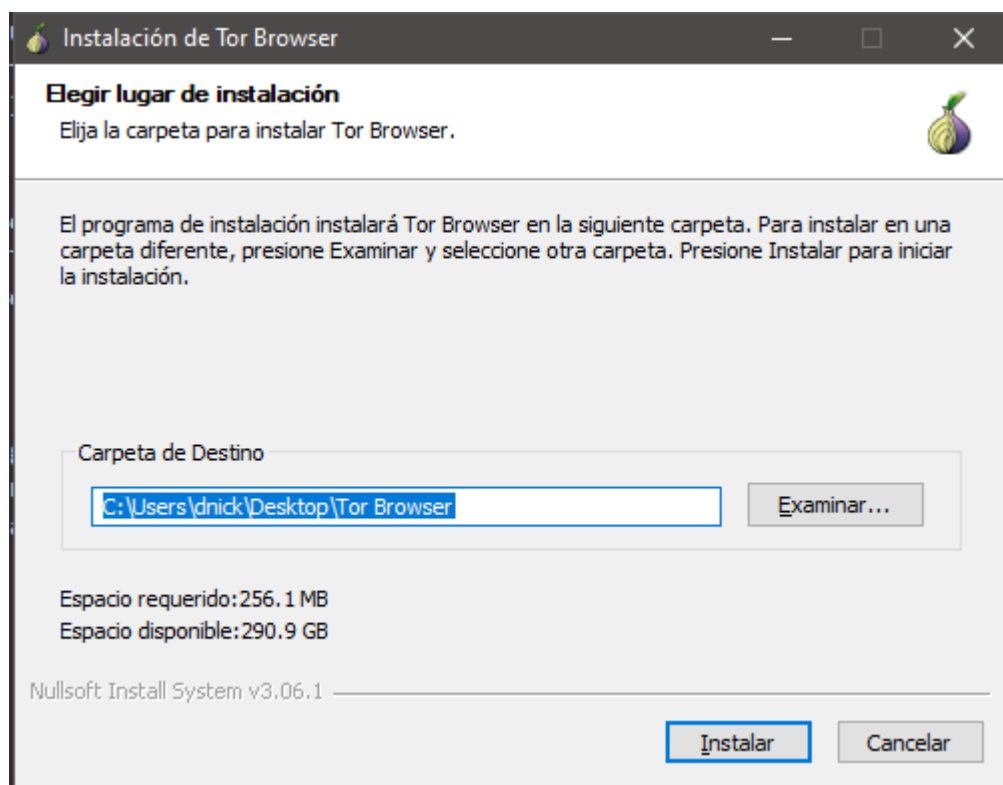 Instalación de Tor Browser
Elegir lugar de instalación
Elija la carpeta para instalar Tor Browser.
El programa de instalación instalará Tor Browser en la siguiente carpeta. Para instalar en una
carpeta diferente, presione Examinar y seleccione otra carpeta. Presione Instalar para iniciar
la instalación.
Carpeta de Destino
C:\Users\dnick\Desktop\Tor Browser
Examinar...
Espacio requerido:256.1 MB
Espacio disponible:290.9 GB
Nullsoft Install System v3.06.1
Instalar
Cancelar